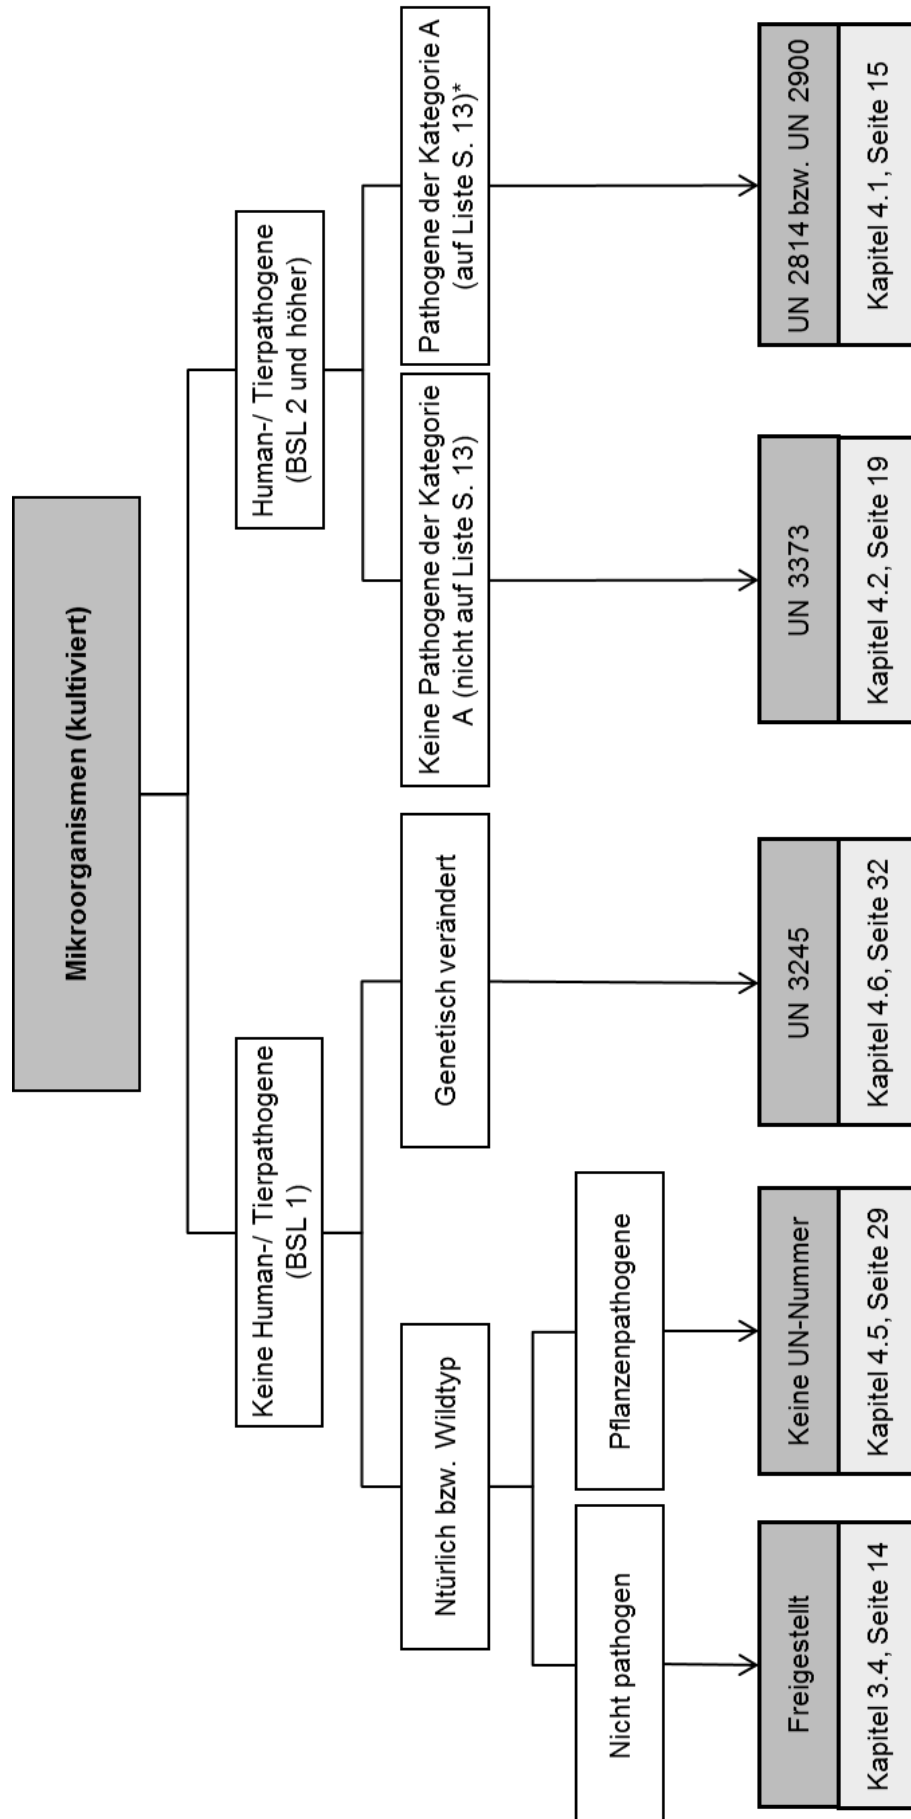 Mikroorganismen (kultiviert)
Keine Human-/ Tierpathogene
(BSL 1)
Human-/ Tierpathogene
(BSL 2 und höher)
Ntürlich bzw. Wildtyp
Genetisch verändert
Keine Pathogene der Kategorie
A (nicht auf Liste S. 13)
Pathogene der Kategorie A
(auf Liste S. 13)*
Nicht pathogen
Pflanzenpathogene
Freigestellt
Kapitel 3.4, Seite 14
Keine UN-Nummer
Kapitel 4.5, Seite 29
UN 3245
Kapitel 4.6, Seite 32
UN 3373
Kapitel 4.2, Seite 19
UN 2814 bzw. UN 2900
Kapitel 4.1, Seite 15